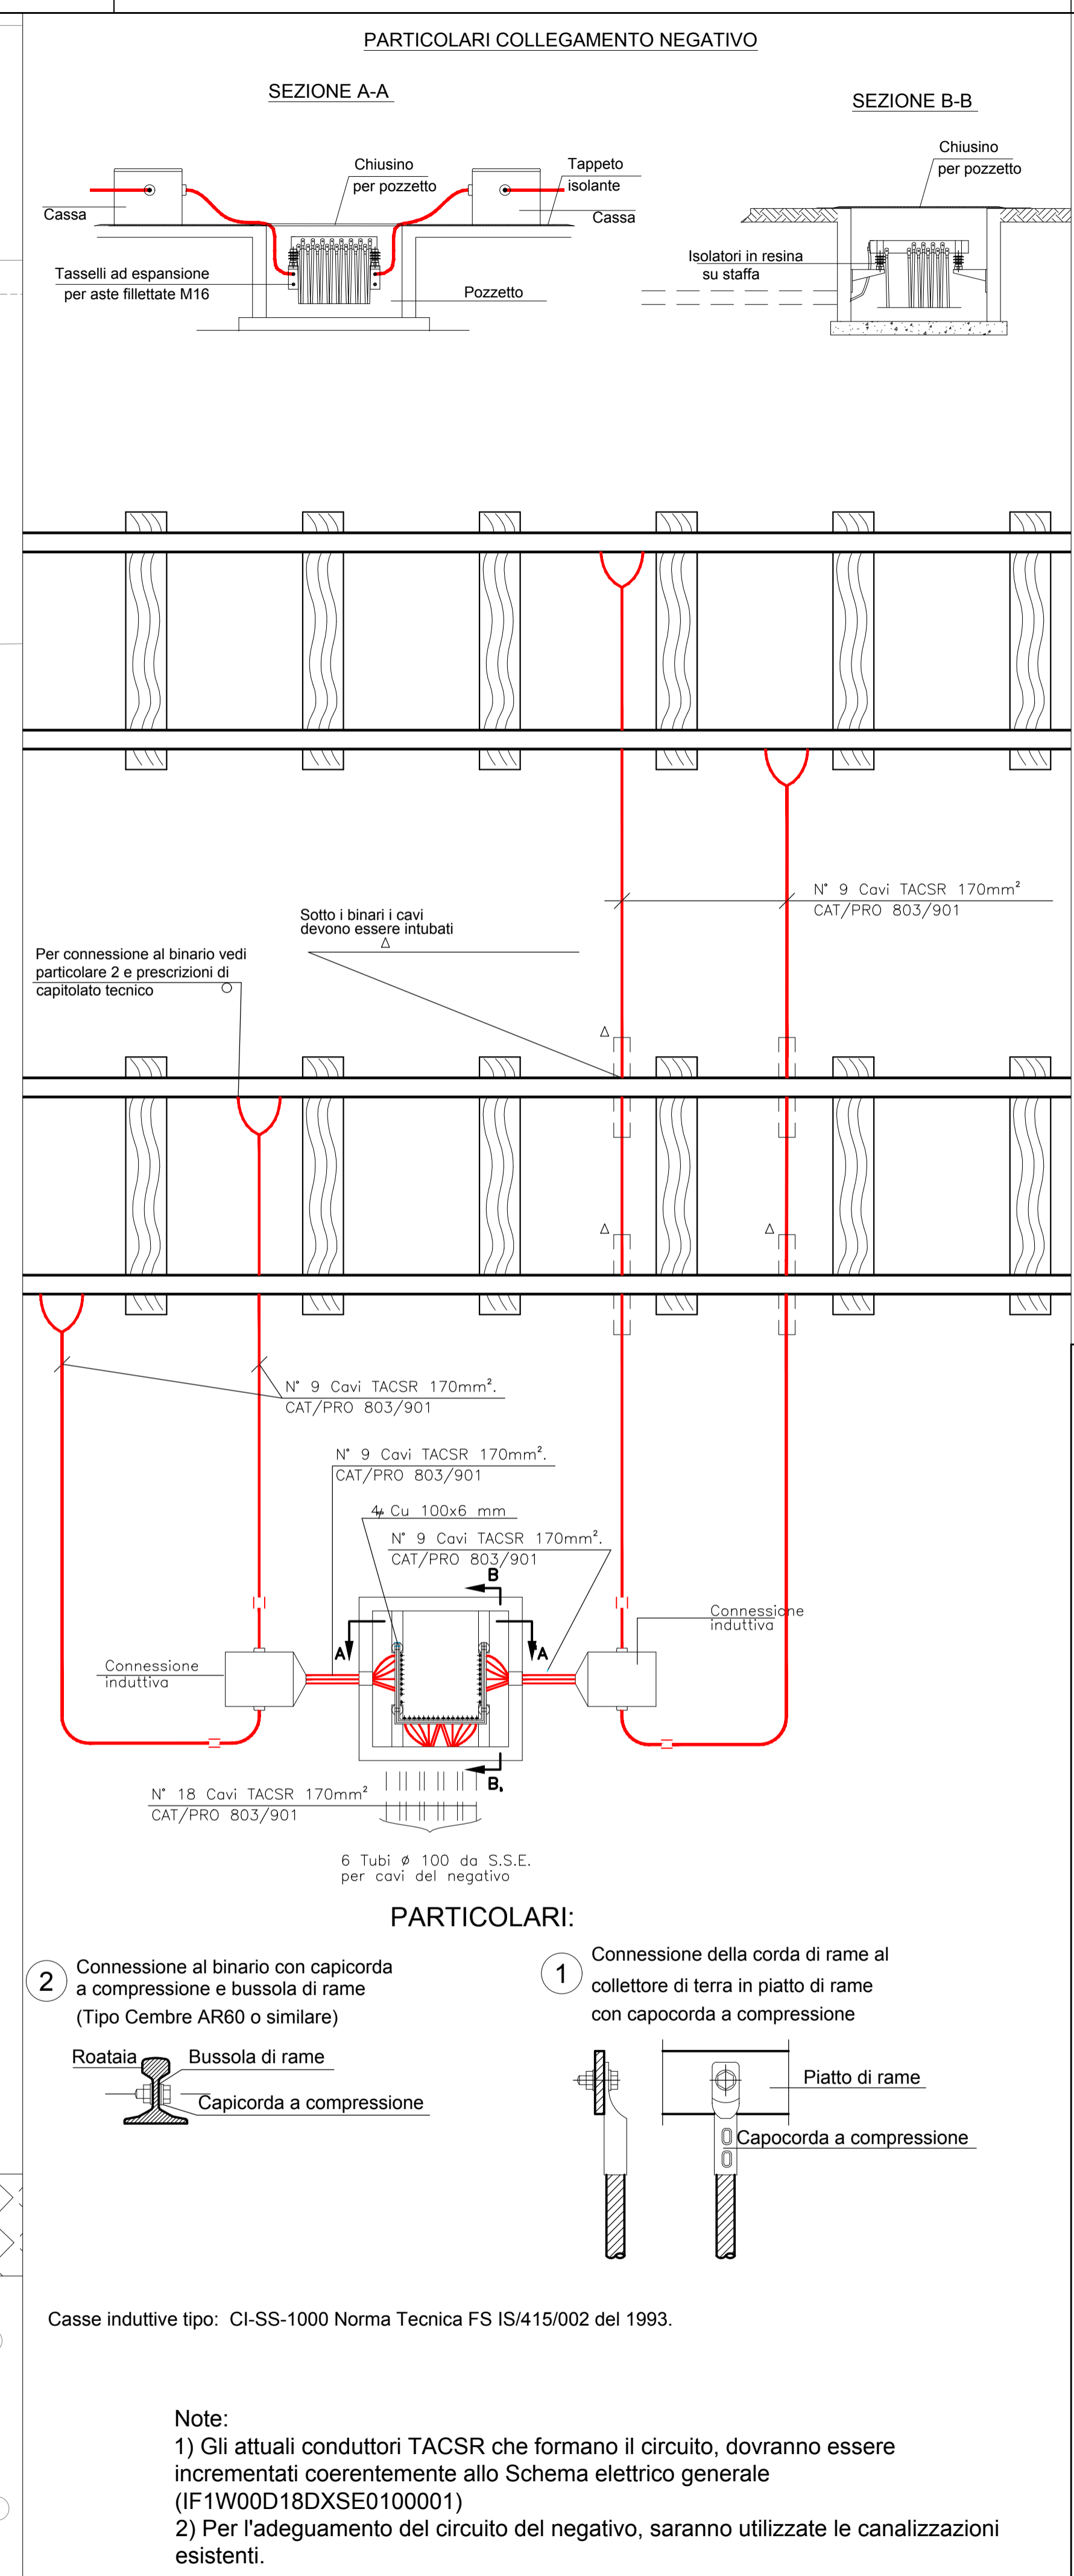 PARTICOLARI COLLEGAMENTO NEGATIVO
SEZIONE A-A
SEZIONE B-B
Chiusino
per pozzetto
Tappeto
isolante
Cassa
Cassa
Tasselli ad espansione
per aste fillettate M16
Pozzetto
Chiusino
per pozzetto
Isolatori in resina
su staffa
N° 9 Cavi TACSR 170mm²
CAT/PRO 803/901
Sotto i binari i cavi
devono essere intubati
Δ
Per connessione al binario vedi
particolare 2 e prescrizioni di
capitolato tecnico
Δ
Δ
Δ
N° 9 Cavi TACSR 170mm².
CAT/PRO 803/901
N° 9 Cavi TACSR 170mm².
CAT/PRO 803/901
Cu 100x6 mm
N° 9 Cavi TACSR 170mm².
CAT/PRO 803/901
B
A
A
Connessione
induttiva
Connessione
induttiva
B
N° 18 Cavi TACSR 170mm²
CAT/PRO 803/901
6 Tubi ø 100 da S.S.E.
per cavi del negativo
PARTICOLARI:
2
Connessione al binario con capicorda
a compressione e bussola di rame
(Tipo Cembre AR60 o similare)
Roataia
Bussola di rame
Capicorda a compressione
1
Connessione della corda di rame al
collettore di terra in piatto di rame
con capocorda a compressione
Piatto di rame
Capocorda a compressione
Casse induttive tipo: CI-SS-1000 Norma Tecnica FS IS/415/002 del 1993.
Note:
1) Gli attuali conduttori TACSR che formano il circuito, dovranno essere
incrementati coerentemente allo Schema elettrico generale
(IF1W00D18DXSE0100001)
2) Per l'adeguamento del circuito del negativo, saranno utilizzate le canalizzazioni
esistenti.